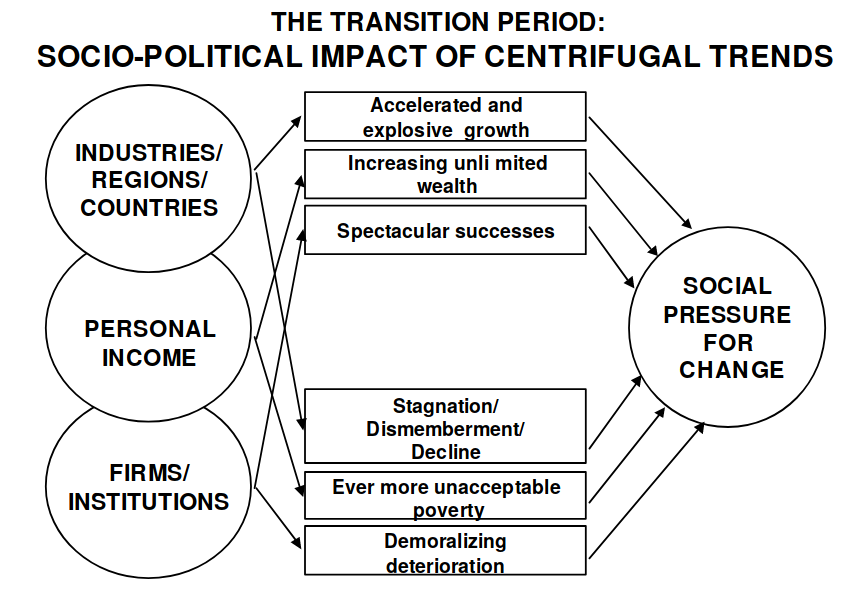 THE TRANSITION PERIOD:
SOCIO-POLITICAL IMPACT OF CENTRIFUGAL TRENDS
INDUSTRIES/
REGIONS/
COUNTRIES
PERSONAL
INCOME
FIRMS/
INSTITUTIONS
Accelerated and
explosive growth
Increasing unli mited
wealth
Spectacular successes
Stagnation/
Dismemberment/
Decline
Ever more unacceptable
poverty
Demoralizing
deterioration
SOCIAL
PRESSURE
FOR
CHANGE